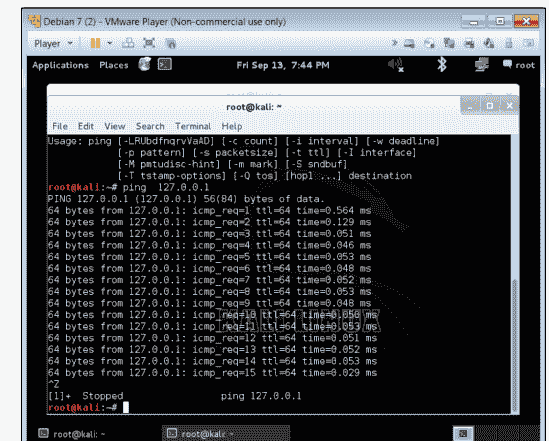 Debian 7 (2) - VMware Player (Non-commercial use only)
Player
Applications Places Fri Sep 13, 7:44 PM root
root@kali: ~
File Edit View Search Terminal Help
Usage: ping [-LRUbdfnqrvVaAD] [-c count] [-i interval] [-w deadline]
[-p pattern] [-s packetsize] [-t ttl] [-I interface]
[-M pmtudisc-hint] [-m mark] [-S sndbuf]
[-T tstamp-options] [-Q tos] [hop1 ...] destination
root@kali:~# ping 127.0.0.1
PING 127.0.0.1 (127.0.0.1) 56(84) bytes of data.
64 bytes from 127.0.0.1: icmp_req=1 ttl=64 time=0.564 ms
64 bytes from 127.0.0.1: icmp_req=2 ttl=64 time=0.129 ms
64 bytes from 127.0.0.1: icmp_req=3 ttl=64 time=0.051 ms
64 bytes from 127.0.0.1: icmp_req=4 ttl=64 time=0.046 ms
64 bytes from 127.0.0.1: icmp_req=5 ttl=64 time=0.053 ms
64 bytes from 127.0.0.1: icmp_req=6 ttl=64 time=0.048 ms
64 bytes from 127.0.0.1: icmp_req=7 ttl=64 time=0.052 ms
64 bytes from 127.0.0.1: icmp_req=8 ttl=64 time=0.053 ms
64 bytes from 127.0.0.1: icmp_req=9 ttl=64 time=0.048 ms
64 bytes from 127.0.0.1: icmp_req=10 ttl=64 time=0.050 ms
64 bytes from 127.0.0.1: icmp_req=11 ttl=64 time=0.053 ms
64 bytes from 127.0.0.1: icmp_req=12 ttl=64 time=0.051 ms
64 bytes from 127.0.0.1: icmp_req=13 ttl=64 time=0.052 ms
64 bytes from 127.0.0.1: icmp_req=14 ttl=64 time=0.053 ms
64 bytes from 127.0.0.1: icmp_req=15 ttl=64 time=0.029 ms
^Z
[1]+ Stopped ping 127.0.0.1
root@kali:~#
root@kali: ~ root@kali: ~